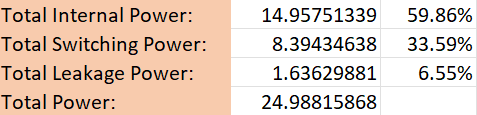 Total Internal Power: 14.95751339 59.86%
Total Switching Power: 8.39434638 33.59%
Total Leakage Power: 1.63629881 6.55%
Total Power: 24.98815868